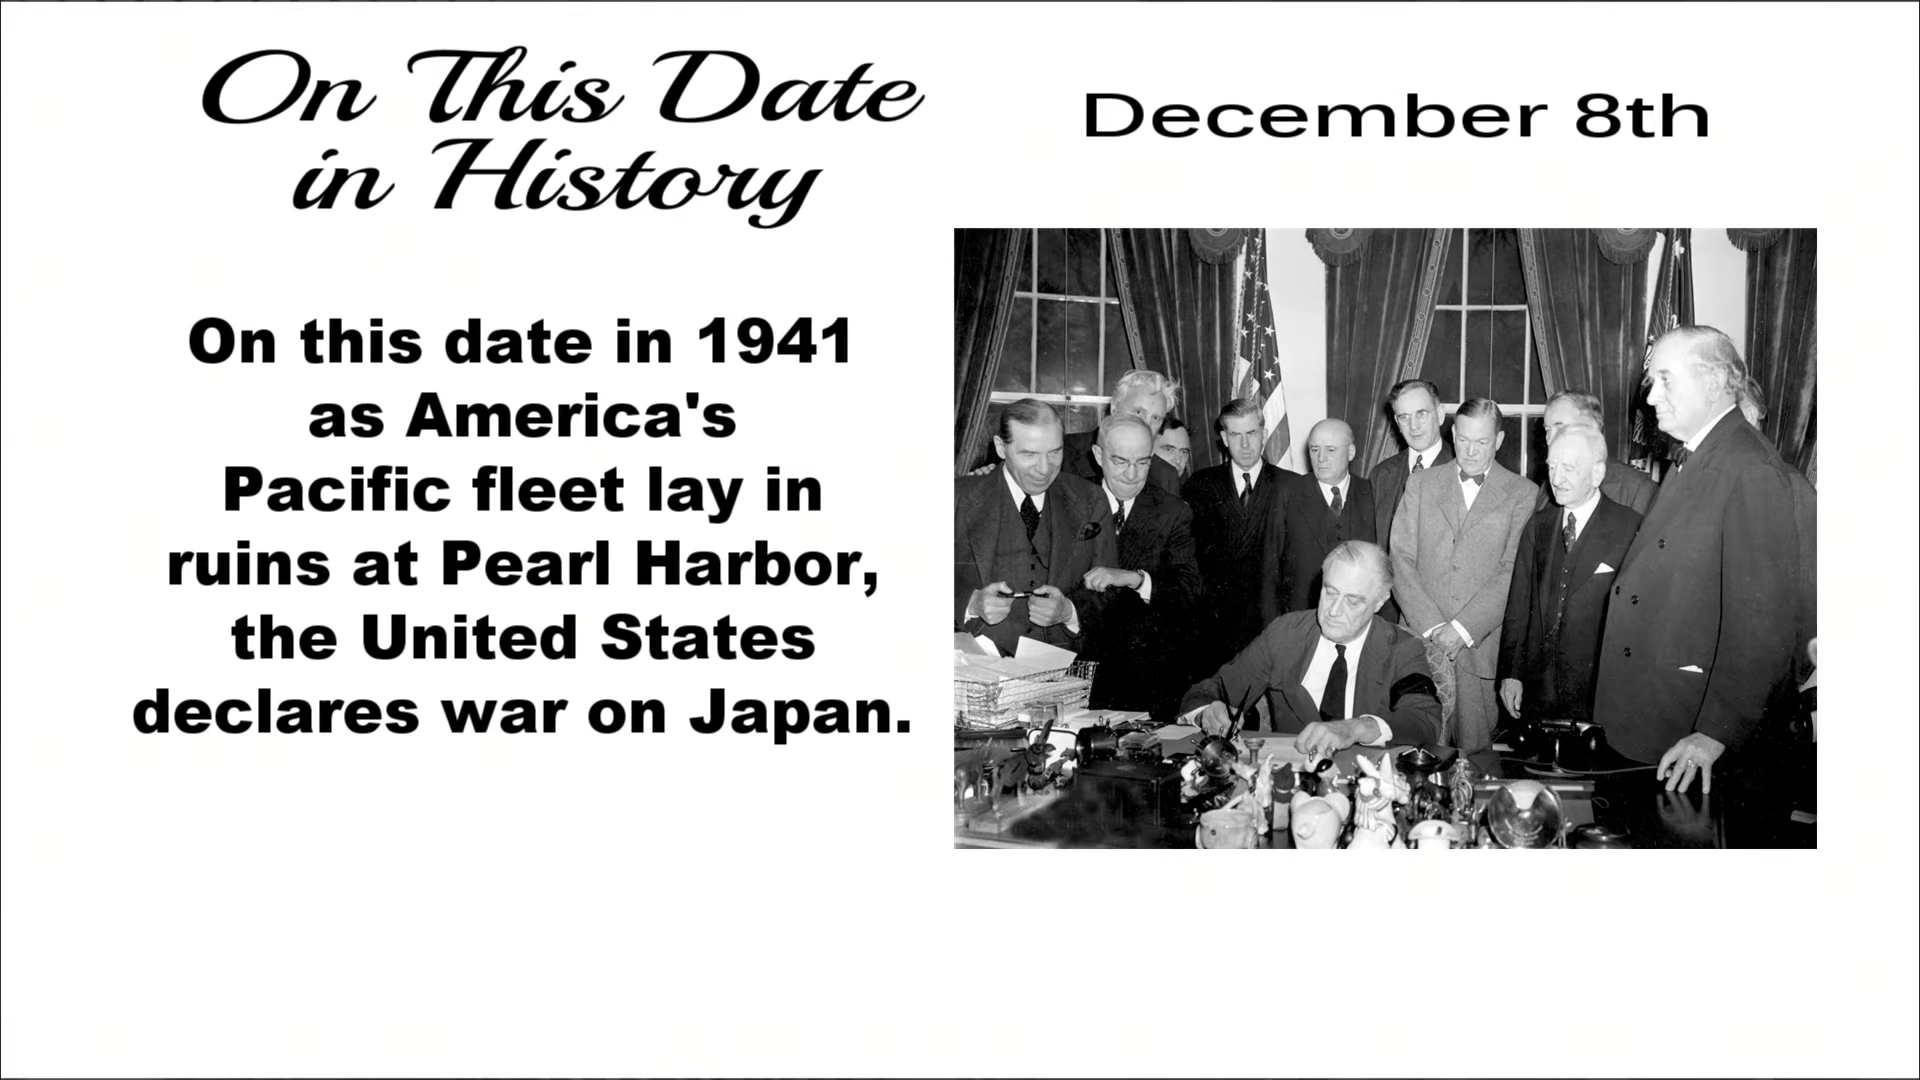 On This Date
in History
December 8th
On this date in 1941
as America's
Pacific fleet lay in
ruins at Pearl Harbor,
the United States
declares war on Japan.